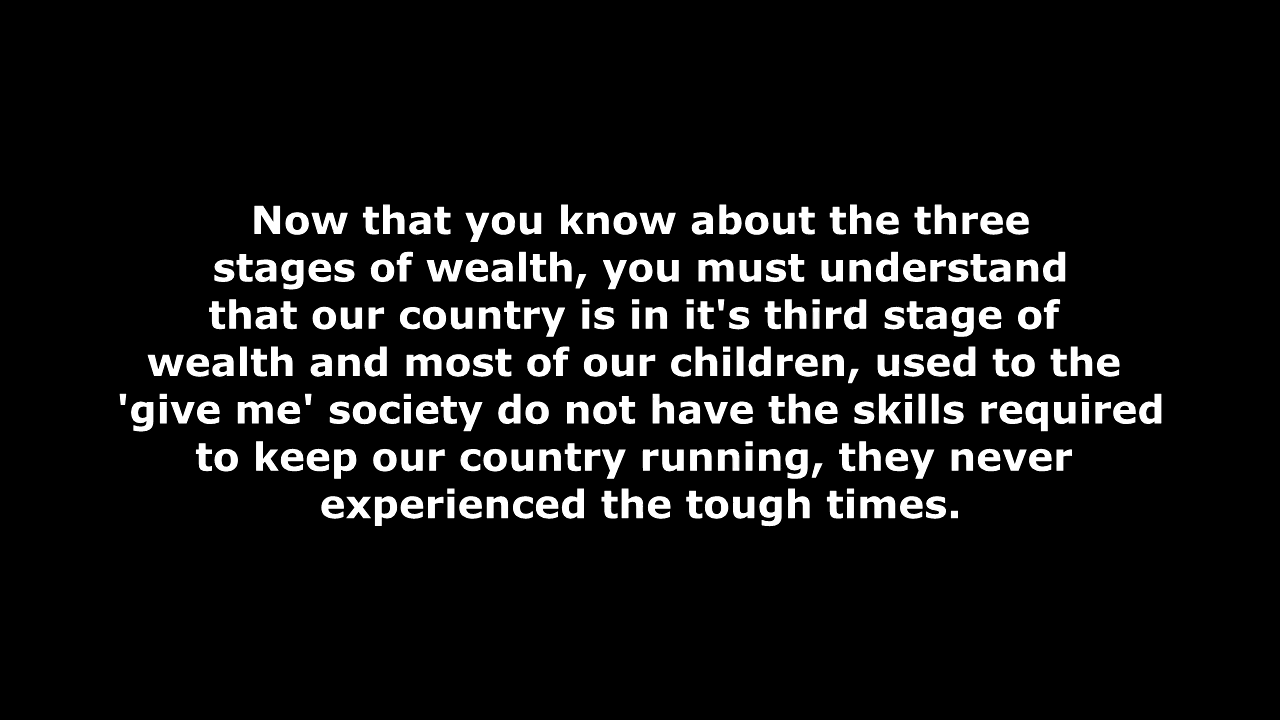 Now that you know about the three
stages of wealth, you must understand
that our country is in it's third stage of
wealth and most of our children, used to the
'give me' society do not have the skills required
to keep our country running, they never
experienced the tough times.